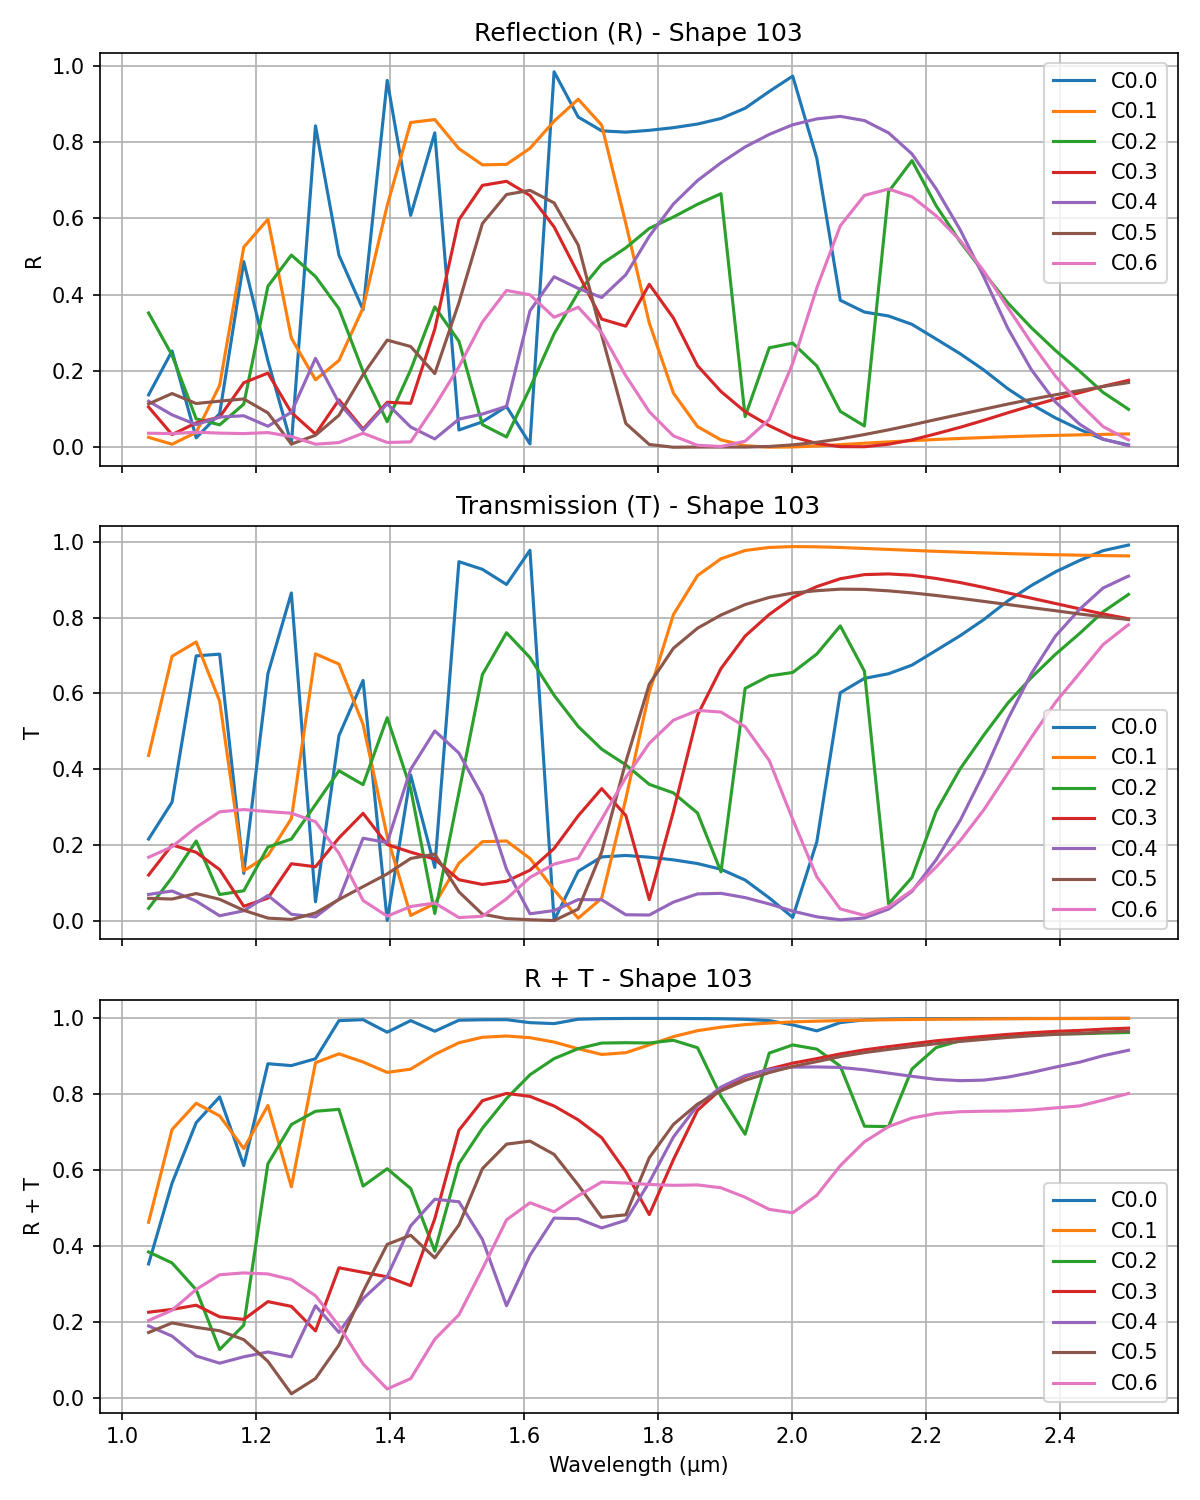 Reflection (R) - Shape 103
1.0
0.8
0.6
0.4
0.2
0.0
R
C0.0
C0.1
C0.2
C0.3
C0.4
C0.5
C0.6
Transmission (T) - Shape 103
1.0
0.8
0.6
0.4
0.2
0.0
T
C0.0
C0.1
C0.2
C0.3
C0.4
C0.5
C0.6
R + T - Shape 103
1.0
0.8
0.6
0.4
0.2
0.0
R + T
C0.0
C0.1
C0.2
C0.3
C0.4
C0.5
C0.6
1.0 1.2 1.4 1.6 1.8 2.0 2.2 2.4
Wavelength (μm)